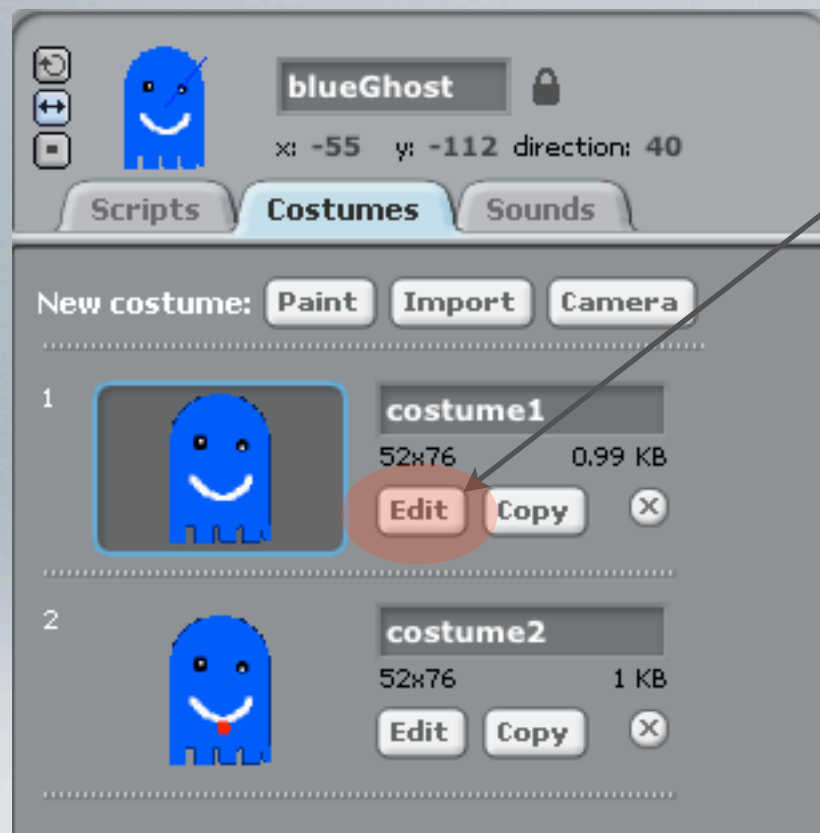 blueGhost
x: -55 y: -112 direction: 40
Scripts Costumes Sounds
New costume: Paint Import Camera
1
costume1
52x76 0.99 KB
Edit Copy
2
costume2
52x76 1 KB
Edit Copy